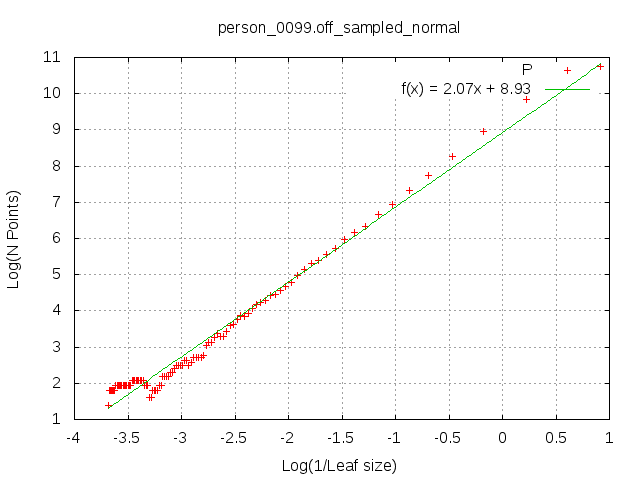 person_0099.off_sampled_normal
11
10
9
8
7
6
5
4
3
2
1
Log(N Points)
P
f(x) = 2.07x + 8.93
-4 -3.5 -3 -2.5 -2 -1.5 -1 -0.5 0 0.5 1
Log(1/Leaf size)